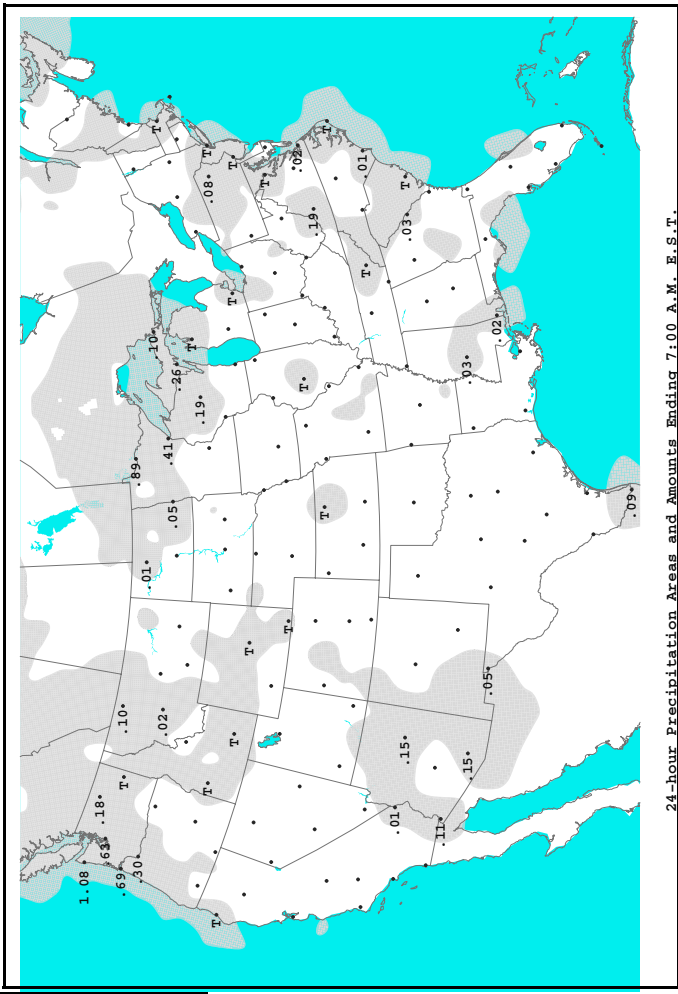 1.08
.18
.63
.69
.10
T
.30
.89
.01
.10
T
.02
.41
.05
.26
T
.19
T
.08
T
T
T
T
T
T
T
T
.02
T
.19
T
T
.01
T
.01
.15
.03
T
.11
.15
.03
.05
.02
.09
24-hour Precipitation Areas and Amounts Ending 7:00 A.M. E.S.T.